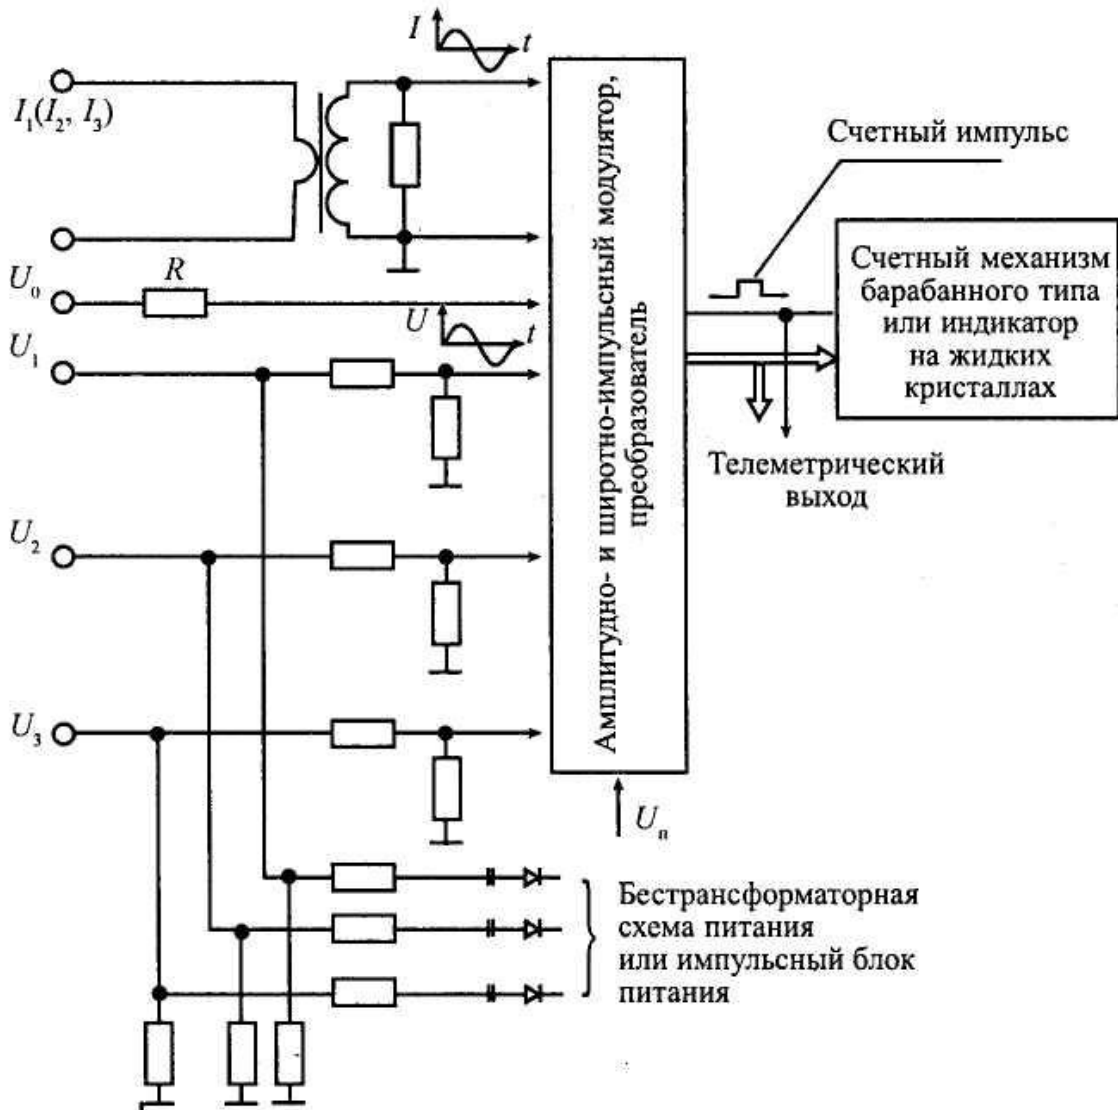 I
t
I₁(I₂, I₃)
U₀
R
U
t
U₁
U₂
U₃
Амплитудно- и широтно-импульсный модулятор,
преобразователь
Uп
Счетный импульс
Счетный механизм
барабанного типа
или индикатор
на жидких
кристаллах
Телеметрический
выход
Бестрансформаторная
схема питания
или импульсный блок
питания